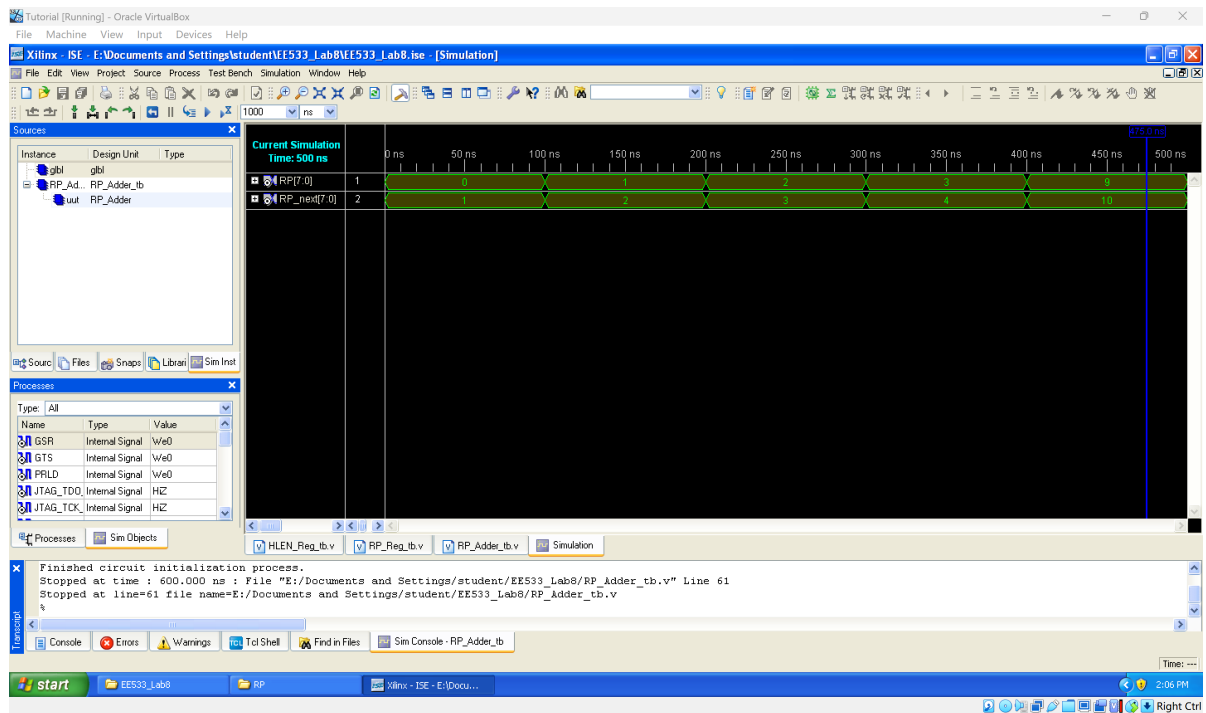 Tutorial [Running] - Oracle VirtualBox
File Machine View Input Devices Help
Xilinx - ISE - E:\Documents and Settings\student\EE533_Lab8\EE533_Lab8.ise - [Simulation]
File Edit View Project Source Process Test Bench Simulation Window Help
1000 ns
Sources
Instance Design Unit Type
glbl glbl
RP_Ad... RP_Adder_tb
uut RP_Adder
Sourc Files Snaps Librari Sim Inst
Processes
Type: All
Name Type Value
GSR Internal Signal We0
GTS Internal Signal We0
PRLD Internal Signal We0
JTAG_TDO_ Internal Signal HiZ
JTAG_TCK_ Internal Signal HiZ
Processes Sim Objects
476.0 ns
Current Simulation
Time: 500 ns
0 ns 50 ns 100 ns 150 ns 200 ns 250 ns 300 ns 350 ns 400 ns 450 ns 500 ns
RP[7:0] 1 0 1 2 3 9
RP_next[7:0] 2 1 2 3 4 10
HLEN_Reg_tb.v RP_Reg_tb.v RP_Adder_tb.v Simulation
Finished circuit initialization process.
Stopped at time : 600.000 ns : File "E:/Documents and Settings/student/EE533_Lab8/RP_Adder_tb.v" Line 61
Stopped at line=61 file name=E:/Documents and Settings/student/EE533_Lab8/RP_Adder_tb.v
%
Transcript
Console Errors Warnings TCL Tcl Shell Find in Files Sim Console - RP_Adder_tb
Time: ---
start EE533_Lab8 RP Xilinx - ISE - E:\Docu... 2:06 PM
Right Ctrl